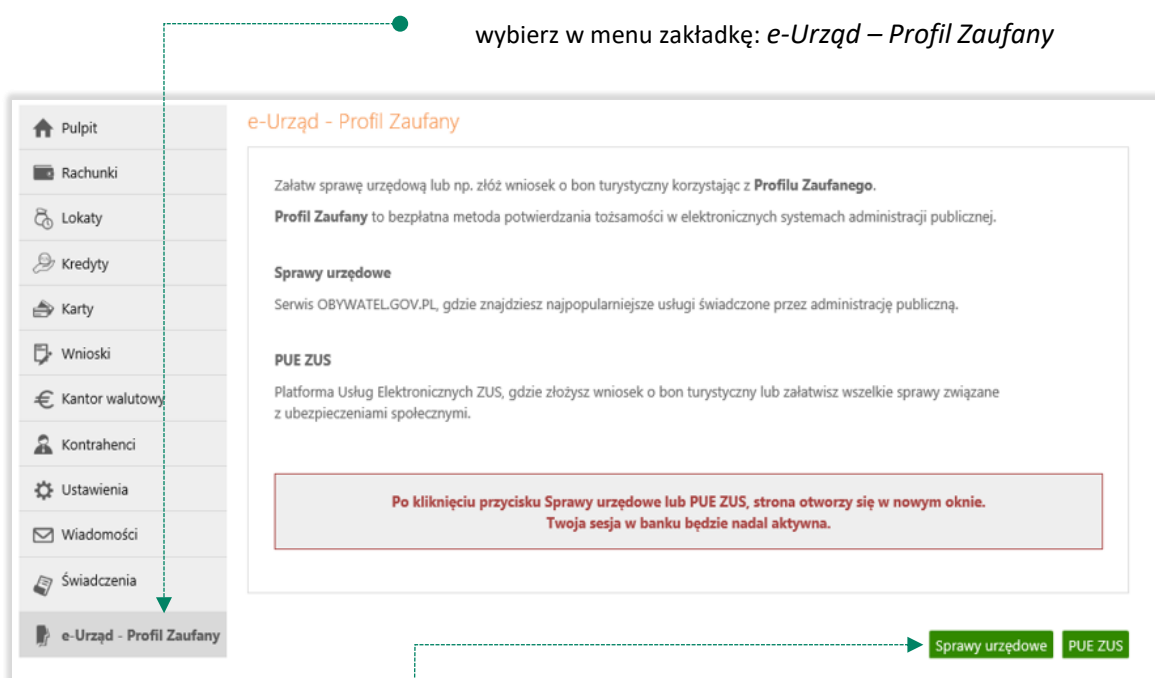 wybierz w menu zakładkę: e-Urząd – Profil Zaufany
Pulpit
Rachunki
Lokaty
Kredyty
Karty
Wnioski
Kantor walutowy
Kontrahenci
Ustawienia
Wiadomości
Świadczenia
e-Urząd - Profil Zaufany
e-Urząd - Profil Zaufany
Załatw sprawę urzędową lub np. złóż wniosek o bon turystyczny korzystając z Profilu Zaufanego.
Profil Zaufany to bezpłatna metoda potwierdzania tożsamości w elektronicznych systemach administracji publicznej.
Sprawy urzędowe
Serwis OBYWATEL.GOV.PL, gdzie znajdziesz najpopularniejsze usługi świadczone przez administrację publiczną.
PUE ZUS
Platforma Usług Elektronicznych ZUS, gdzie złożysz wniosek o bon turystyczny lub załatwisz wszelkie sprawy związane
z ubezpieczeniami społecznymi.
Po kliknięciu przycisku Sprawy urzędowe lub PUE ZUS, strona otworzy się w nowym oknie.
Twoja sesja w banku będzie nadal aktywna.
Sprawy urzędowe PUE ZUS